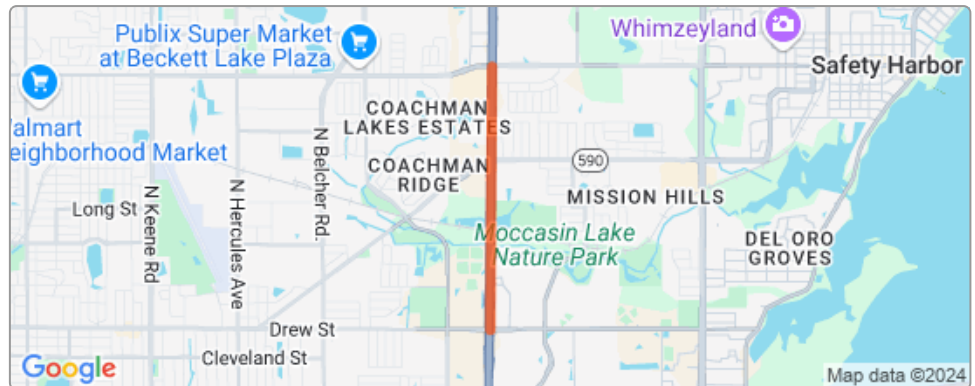 Whimzeyland
Publix Super Market
at Beckett Lake Plaza
Safety Harbor
COACHMAN
LAKES ESTATES
almart
eighborhood Market
N Belcher Rd.
COACHMAN
RIDGE
590
MISSION HILLS
N Keene Rd
N Hercules Ave
Long St
Moccasin Lake
Nature Park
DEL ORO
GROVES
Drew St
Cleveland St
Google
Map data ©2024